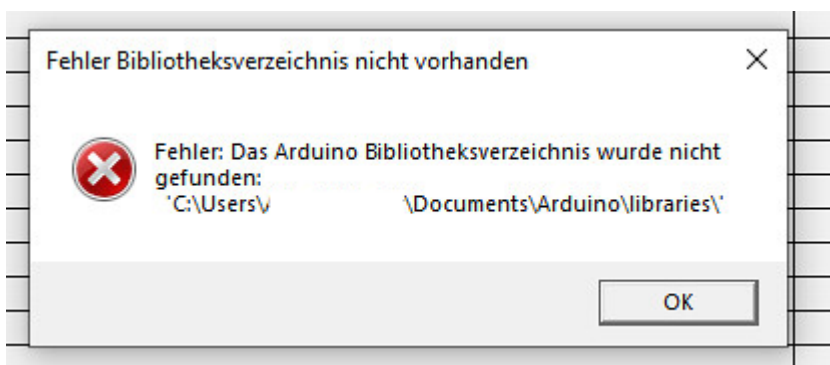 Fehler Bibliotheksverzeichnis nicht vorhanden
Fehler: Das Arduino Bibliotheksverzeichnis wurde nicht
gefunden:
'C:\Users\ \Documents\Arduino\libraries\'
OK